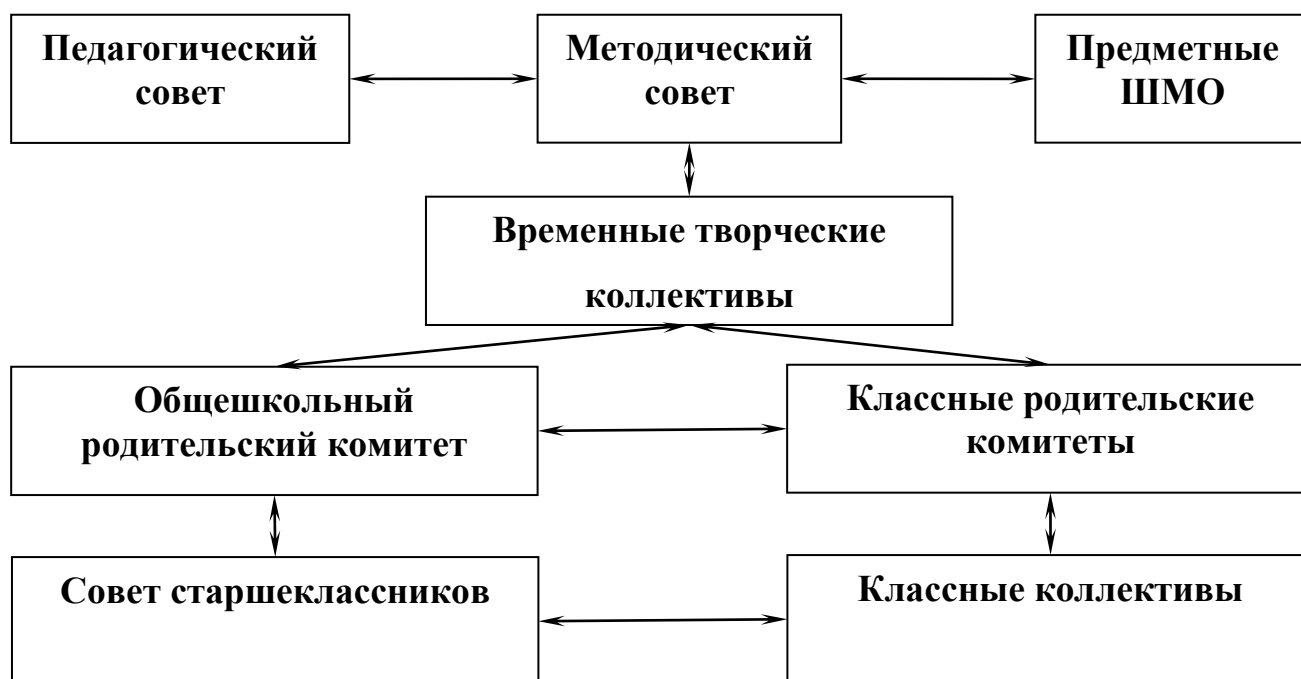 Педагогический
совет
Методический
совет
Предметные
ШМО
Временные творческие
коллективы
Общешкольный
родительский комитет
Классные родительские
комитеты
Совет старшеклассников
Классные коллективы